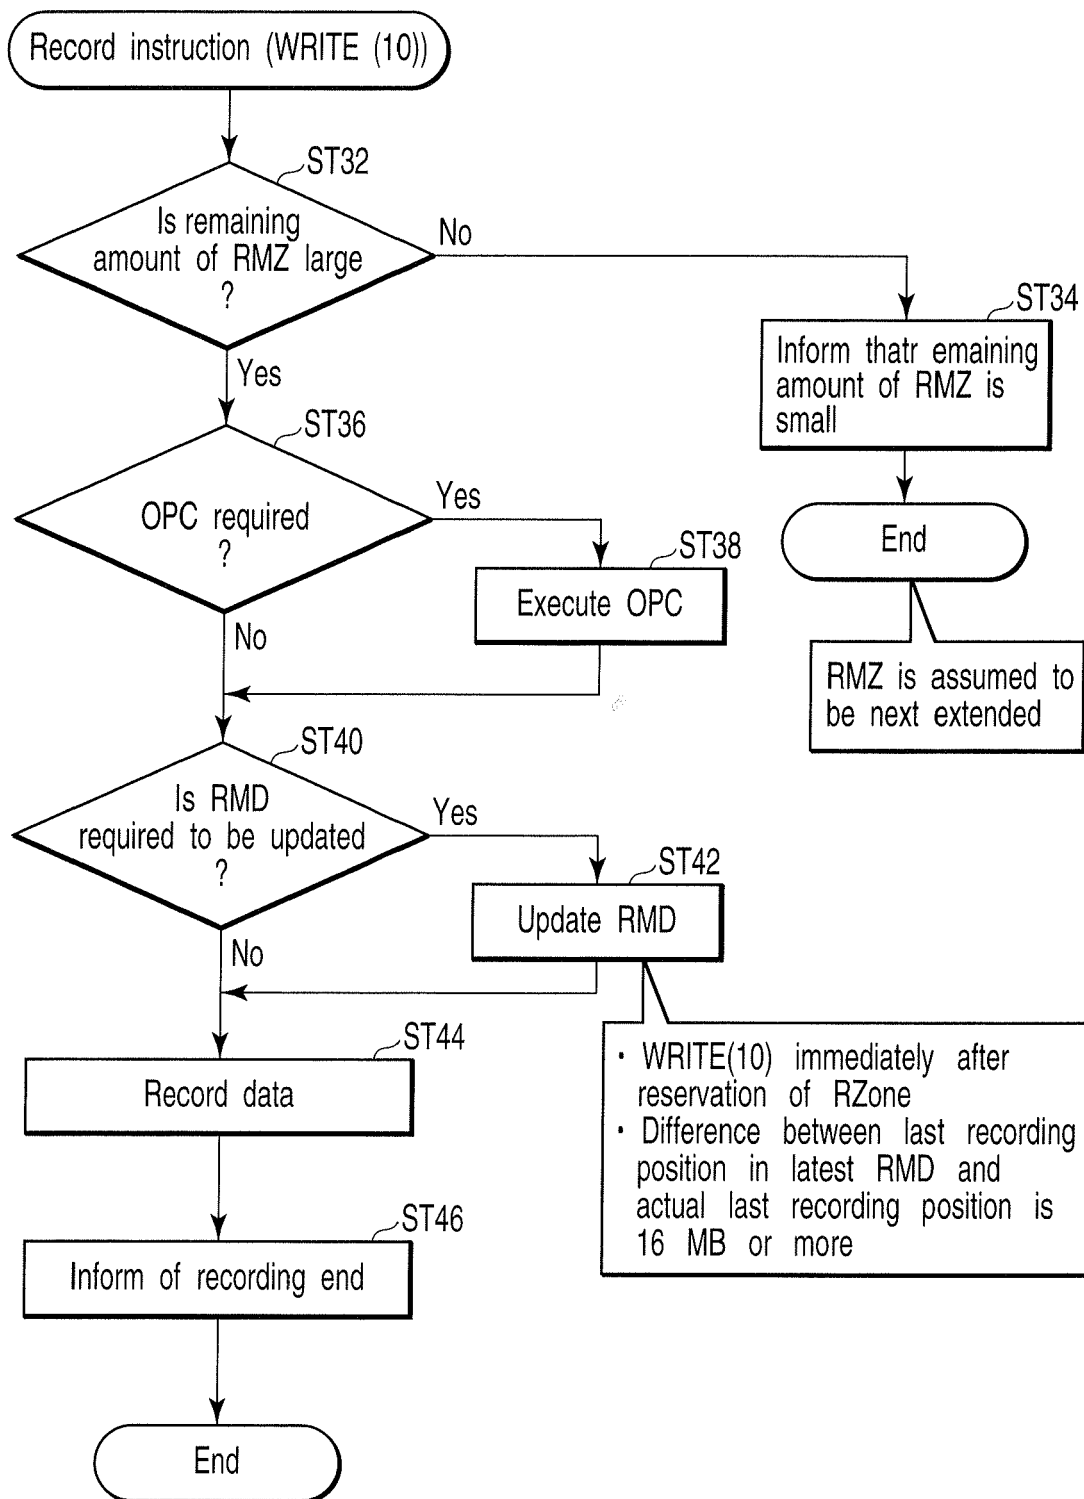 Record instruction (WRITE (10))
ST32
Is remaining
amount of RMZ large
?
No
Yes
ST34
Inform thatr emaining
amount of RMZ is
small
End
RMZ is assumed to
be next extended
ST36
OPC required
?
Yes
No
ST38
Execute OPC
ST40
Is RMD
required to be updated
?
Yes
No
ST42
Update RMD
· WRITE(10) immediately after
reservation of RZone
· Difference between last recording
position in latest RMD and
actual last recording position is
16 MB or more
ST44
Record data
ST46
Inform of recording end
End